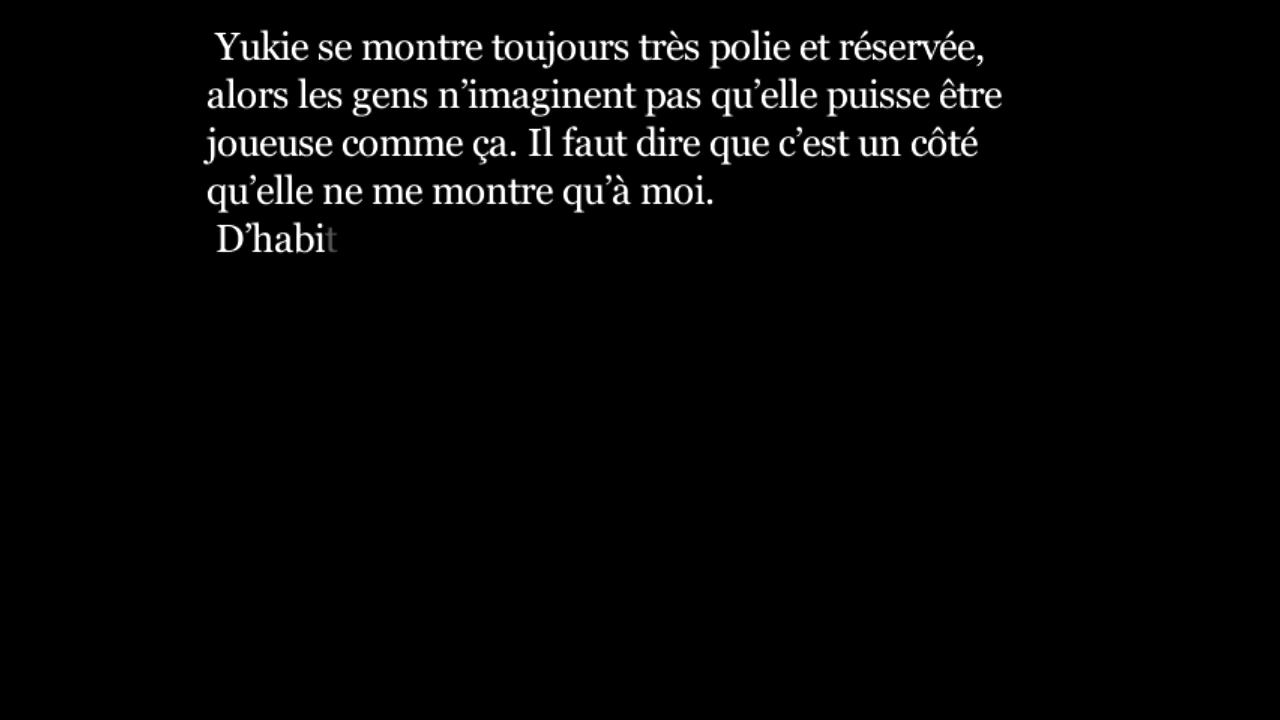 Yukie se montre toujours très polie et réservée,
alors les gens n’imaginent pas qu’elle puisse être
joueuse comme ça. Il faut dire que c’est un côté
qu’elle ne me montre qu’à moi.
D’habit